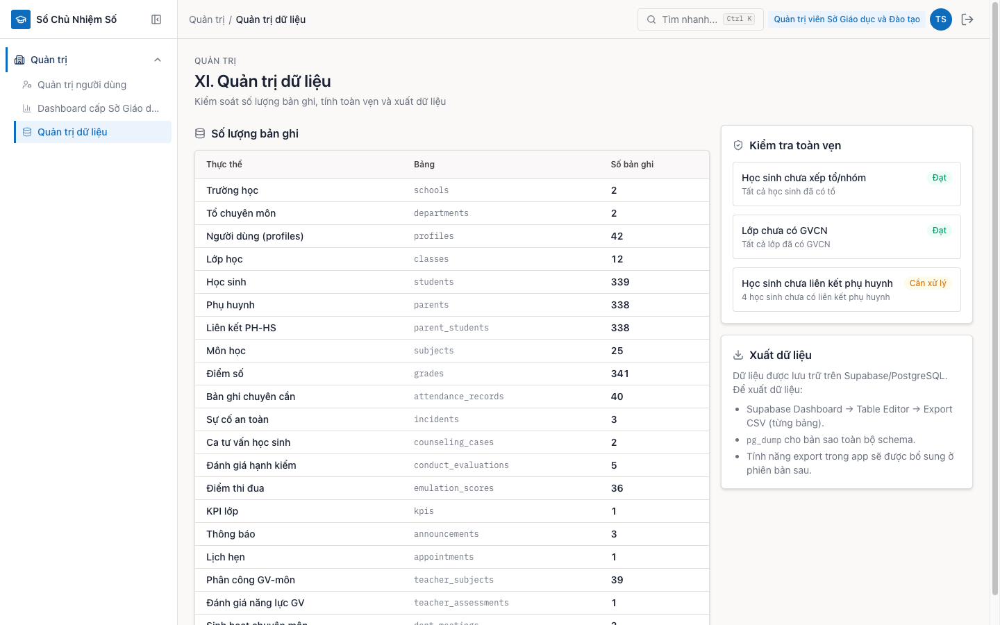 Sổ Chủ Nhiệm Số
Quản trị / Quản trị dữ liệu
Tìm nhanh... Ctrl K
Quản trị viên Sở Giáo dục và Đào tạo
TS
Quản trị
Quản trị người dùng
Dashboard cấp Sở Giáo d...
Quản trị dữ liệu
QUẢN TRỊ
XI. Quản trị dữ liệu
Kiểm soát số lượng bản ghi, tính toàn vẹn và xuất dữ liệu
Số lượng bản ghi
Thực thể Bảng Số bản ghi
Trường học schools 2
Tổ chuyên môn departments 2
Người dùng (profiles) profiles 42
Lớp học classes 12
Học sinh students 339
Phụ huynh parents 338
Liên kết PH-HS parent_students 338
Môn học subjects 25
Điểm số grades 341
Bản ghi chuyên cần attendance_records 40
Sự cố an toàn incidents 3
Ca tư vấn học sinh counseling_cases 2
Đánh giá hạnh kiểm conduct_evaluations 5
Điểm thi đua emulation_scores 36
KPI lớp kpis 1
Thông báo announcements 3
Lịch hẹn appointments 1
Phân công GV-môn teacher_subjects 39
Đánh giá năng lực GV teacher_assessments 1
Kiểm tra toàn vẹn
Học sinh chưa xếp tổ/nhóm Đạt
Tất cả học sinh đã có tổ
Lớp chưa có GVCN Đạt
Tất cả lớp đã có GVCN
Học sinh chưa liên kết phụ huynh Cần xử lý
4 học sinh chưa có liên kết phụ huynh
Xuất dữ liệu
Dữ liệu được lưu trữ trên Supabase/PostgreSQL.
Để xuất dữ liệu:
• Supabase Dashboard → Table Editor → Export
CSV (từng bảng).
• pg_dump cho bản sao toàn bộ schema.
• Tính năng export trong app sẽ được bổ sung ở
phiên bản sau.